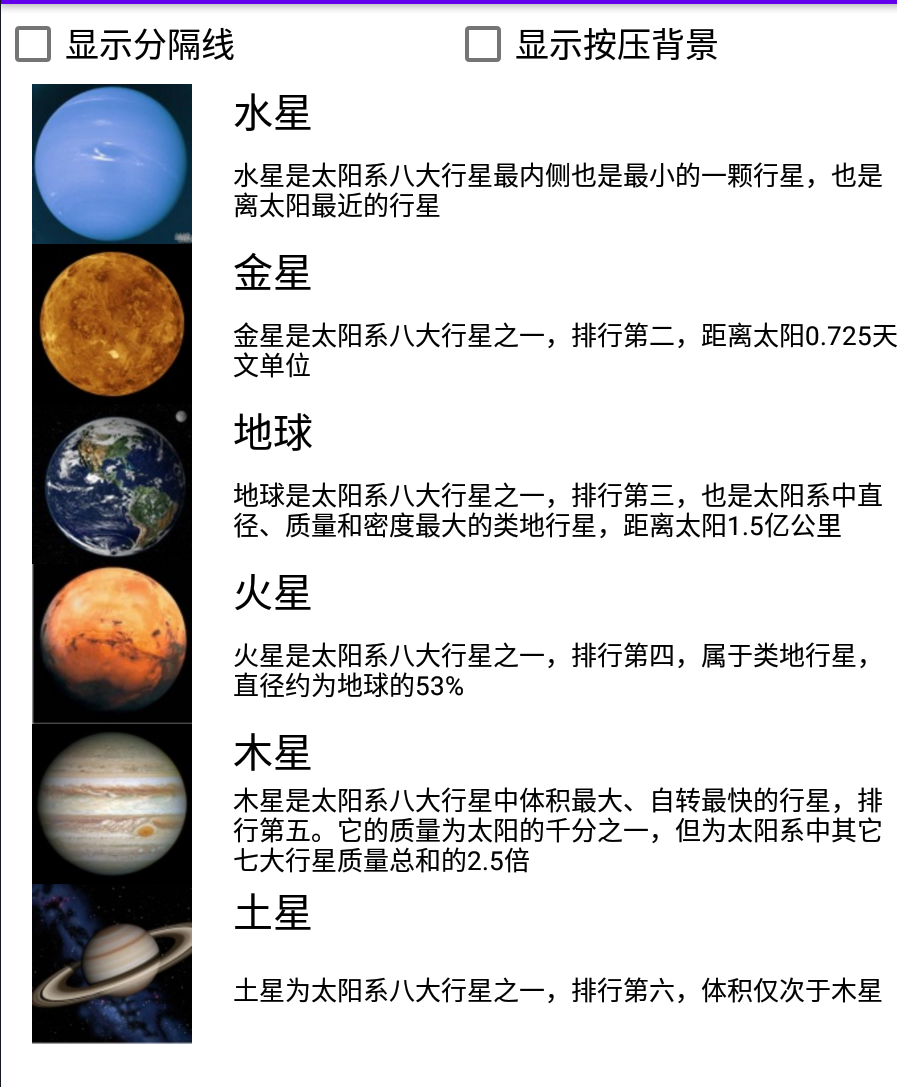 显示分隔线
显示按压背景
水星
水星是太阳系八大行星最内侧也是最小的一颗行星，也是
离太阳最近的行星
金星
金星是太阳系八大行星之一，排行第二，距离太阳0.725天
文单位
地球
地球是太阳系八大行星之一，排行第三，也是太阳系中直
径、质量和密度最大的类地行星，距离太阳1.5亿公里
火星
火星是太阳系八大行星之一，排行第四，属于类地行星，
直径约为地球的53%
木星
木星是太阳系八大行星中体积最大、自转最快的行星，排
行第五。它的质量为太阳的千分之一，但为太阳系中其它
七大行星质量总和的2.5倍
土星
土星为太阳系八大行星之一，排行第六，体积仅次于木星